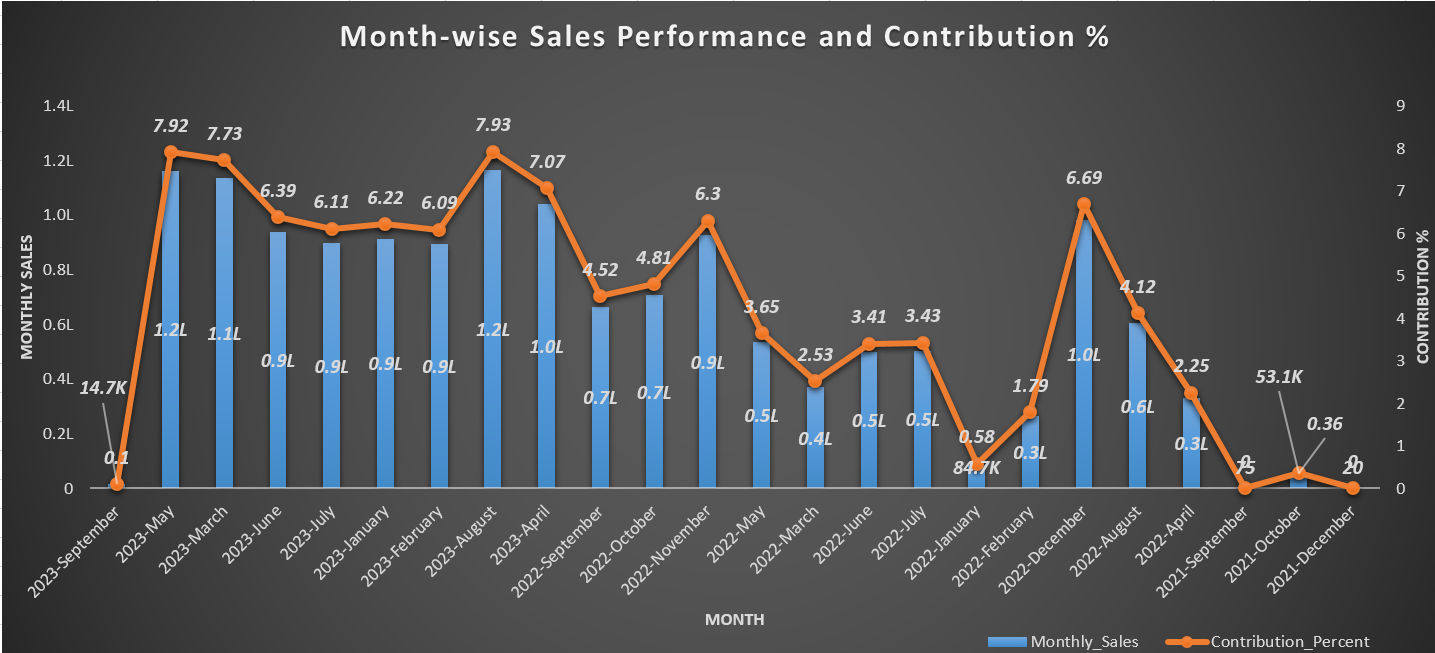 Month-wise Sales Performance and Contribution %
MONTHLY SALES
1.4L
1.2L
1.0L
0.8L
0.6L
0.4L
0.2L
0
CONTRIBUTION %
9
8
7
6
5
4
3
2
1
0
7.92
7.73
6.39
6.11
6.22
6.09
7.93
7.07
4.52
4.81
6.3
3.65
2.53
3.41
3.43
0.58
1.79
6.69
4.12
2.25
0
0.36
0
0.1
14.7K
1.2L
1.1L
0.9L
0.9L
0.9L
0.9L
1.2L
1.0L
0.7L
0.7L
0.9L
0.5L
0.4L
0.5L
0.5L
84.7K
0.3L
1.0L
0.6L
0.3L
75
53.1K
20
2023-September
2023-May
2023-March
2023-June
2023-July
2023-January
2023-February
2023-August
2023-April
2022-September
2022-October
2022-November
2022-May
2022-March
2022-June
2022-July
2022-January
2022-February
2022-December
2022-August
2022-April
2021-September
2021-October
2021-December
MONTH
Monthly_Sales
Contribution_Percent